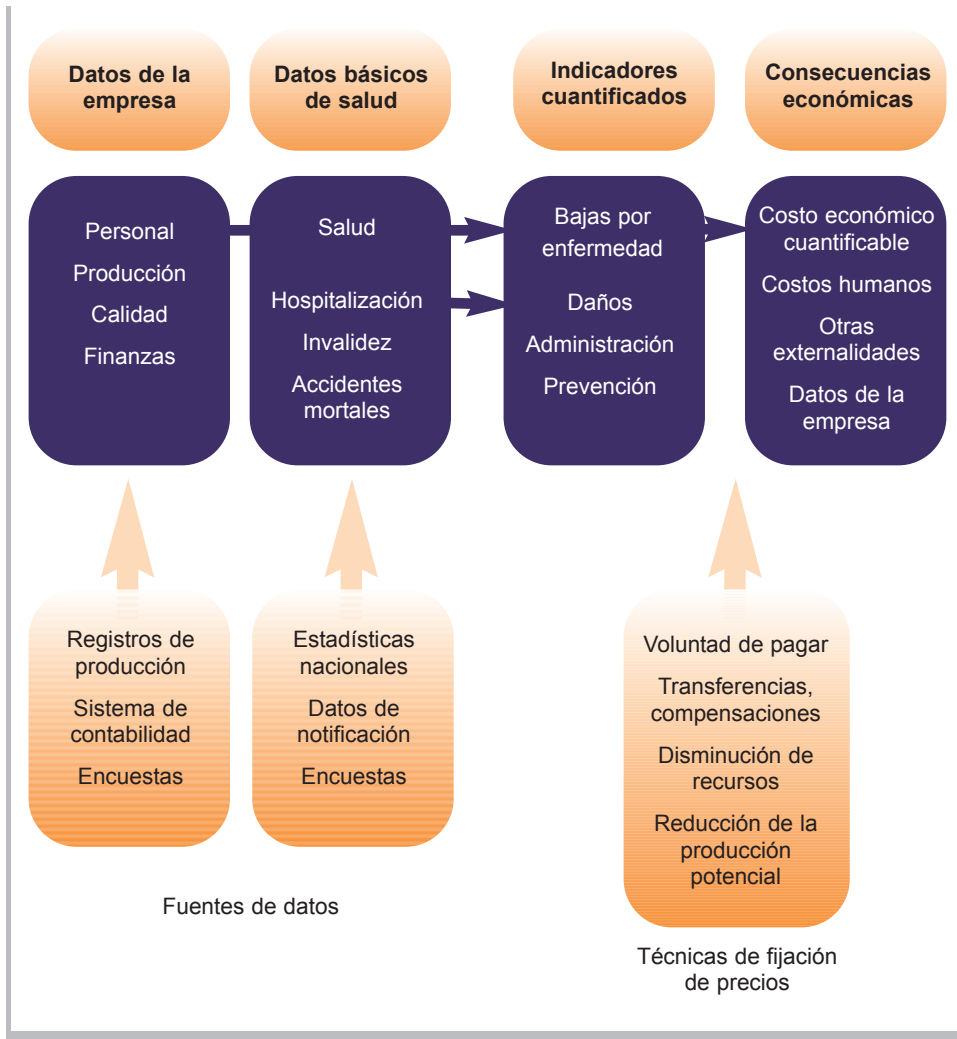 Datos de la
empresa
Datos básicos
de salud
Indicadores
cuantificados
Consecuencias
económicas
Personal
Producción
Calidad
Finanzas
Salud
Hospitalización
Invalidez
Accidentes
mortales
Bajas por
enfermedad
Daños
Administración
Prevención
Costo económico
cuantificable
Costos humanos
Otras
externalidades
Datos de la
empresa
Registros de
producción
Sistema de
contabilidad
Encuestas
Estadísticas
nacionales
Datos de
notificación
Encuestas
Voluntad de pagar
Transferencias,
compensaciones
Disminución de
recursos
Reducción de la
producción
potencial
Fuentes de datos
Técnicas de fijación
de precios